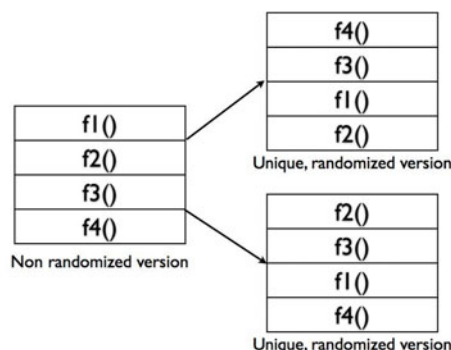 f1()
f2()
f3()
f4()
Non randomized version
f4()
f3()
f1()
f2()
Unique, randomized version
f2()
f3()
f1()
f4()
Unique, randomized version